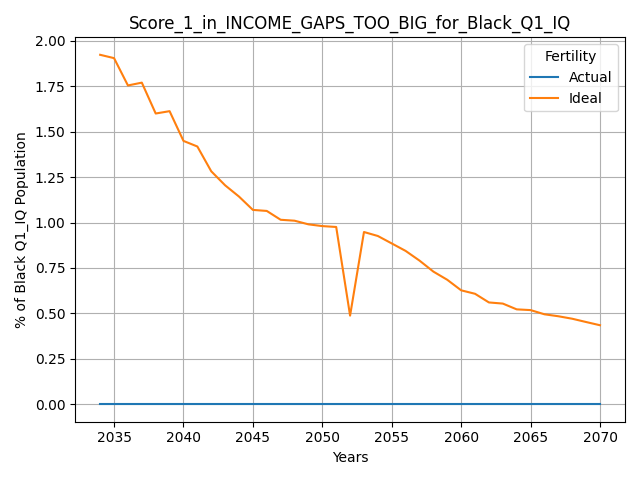 Score_1_in_INCOME_GAPS_TOO_BIG_for_Black_Q1_IQ
2.00
1.75
1.50
1.25
1.00
0.75
0.50
0.25
0.00
% of Black Q1_IQ Population
Fertility
Actual
Ideal
2035 2040 2045 2050 2055 2060 2065 2070
Years